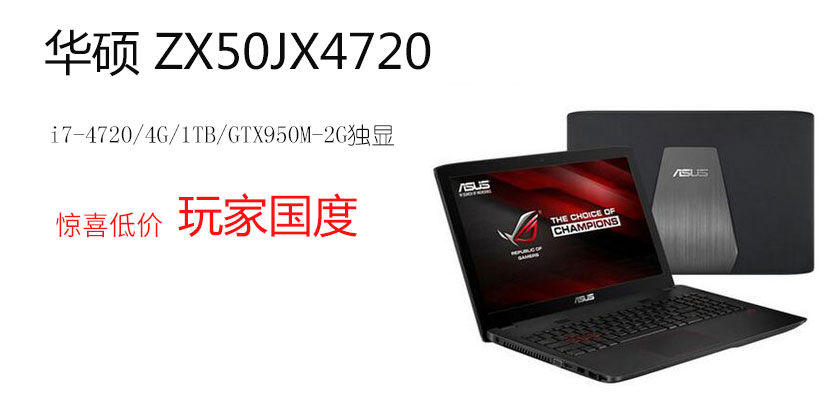 华硕 ZX50JX4720
i7-4720/4G/1TB/GTX950M-2G独显
惊喜低价 玩家国度
ASUS
ASUS
REPUBLIC OF
GAMERS
THE CHOICE OF
CHAMPIONS
ASUS